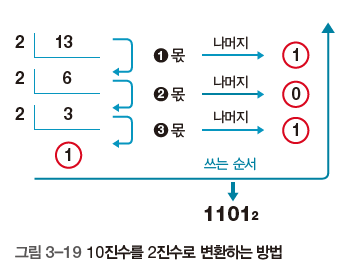 2 13 ❶ 몫 나머지 1
2 6 ❷ 몫 나머지 0
2 3 ❸ 몫 나머지 1
1 쓰는 순서
1101₂
그림 3–19 10진수를 2진수로 변환하는 방법